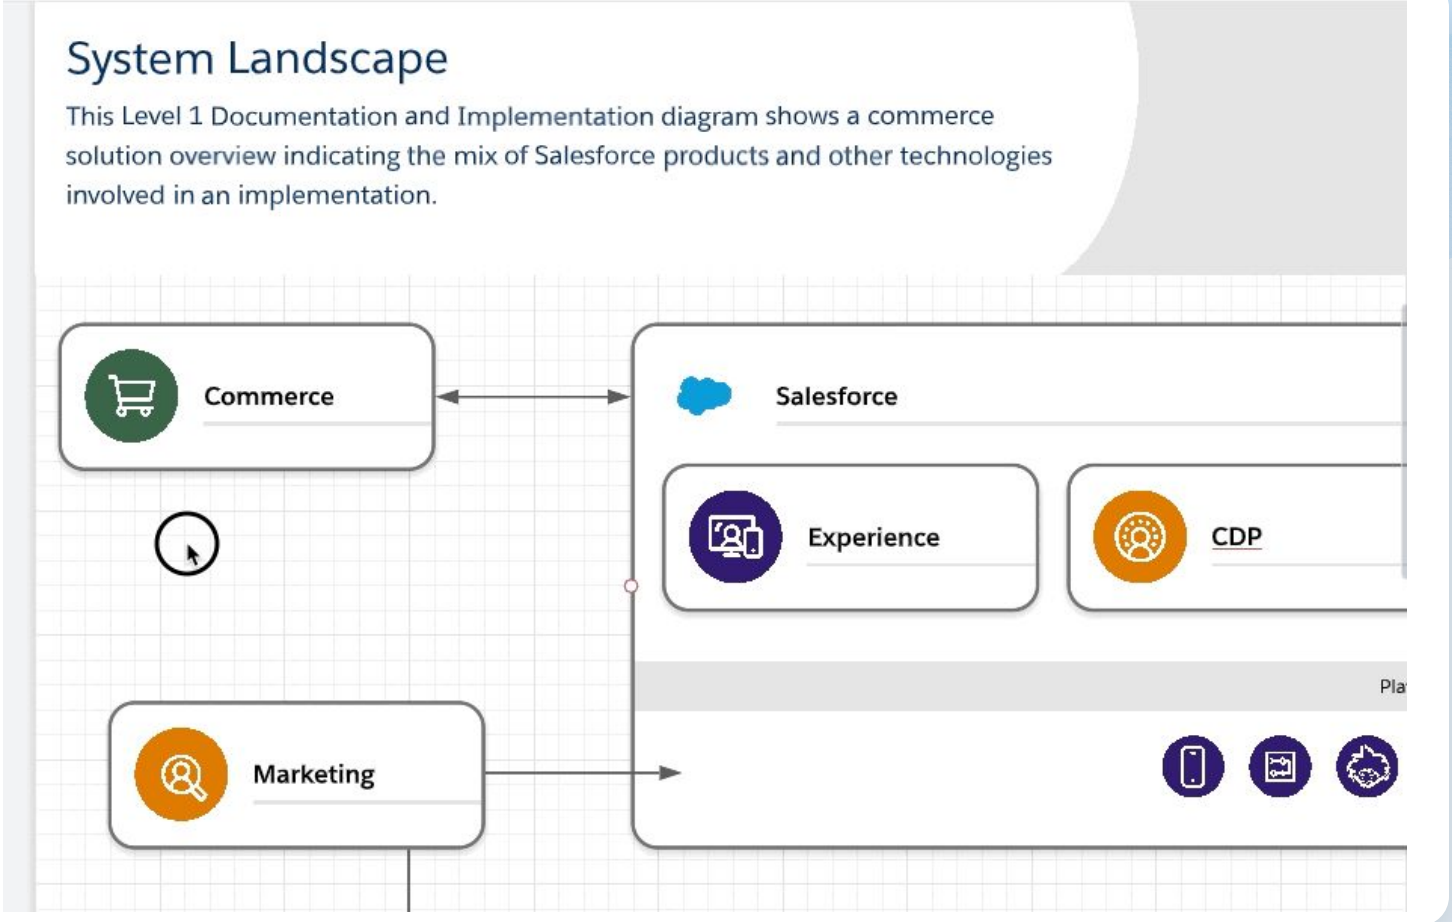 System Landscape
This Level 1 Documentation and Implementation diagram shows a commerce
solution overview indicating the mix of Salesforce products and other technologies
involved in an implementation.
Commerce
Salesforce
Experience
CDP
Marketing